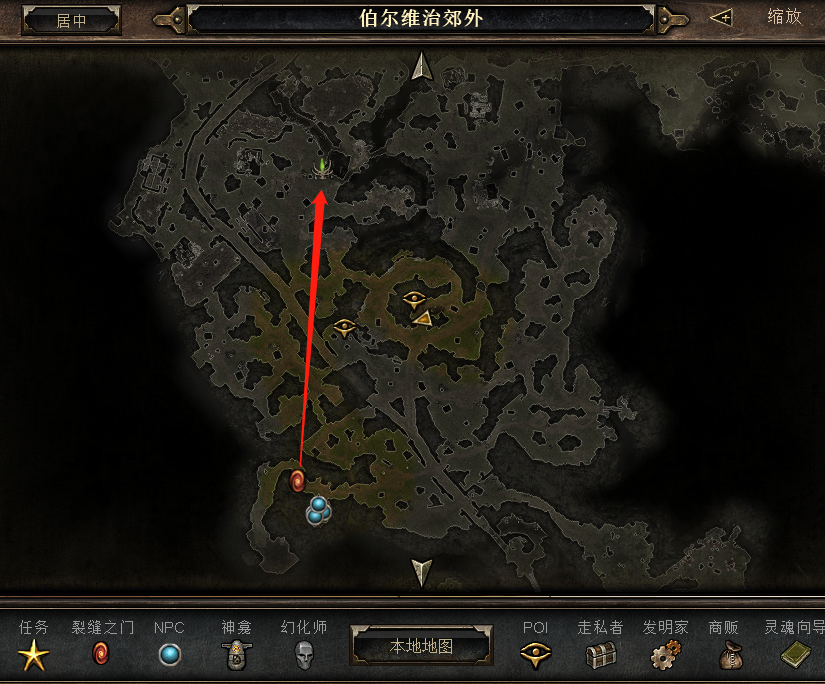 居中
伯尔维治郊外
缩放
任务
裂缝之门
NPC
神龛
幻化师
本地地图
POI
走私者
发明家
商贩
灵魂向导